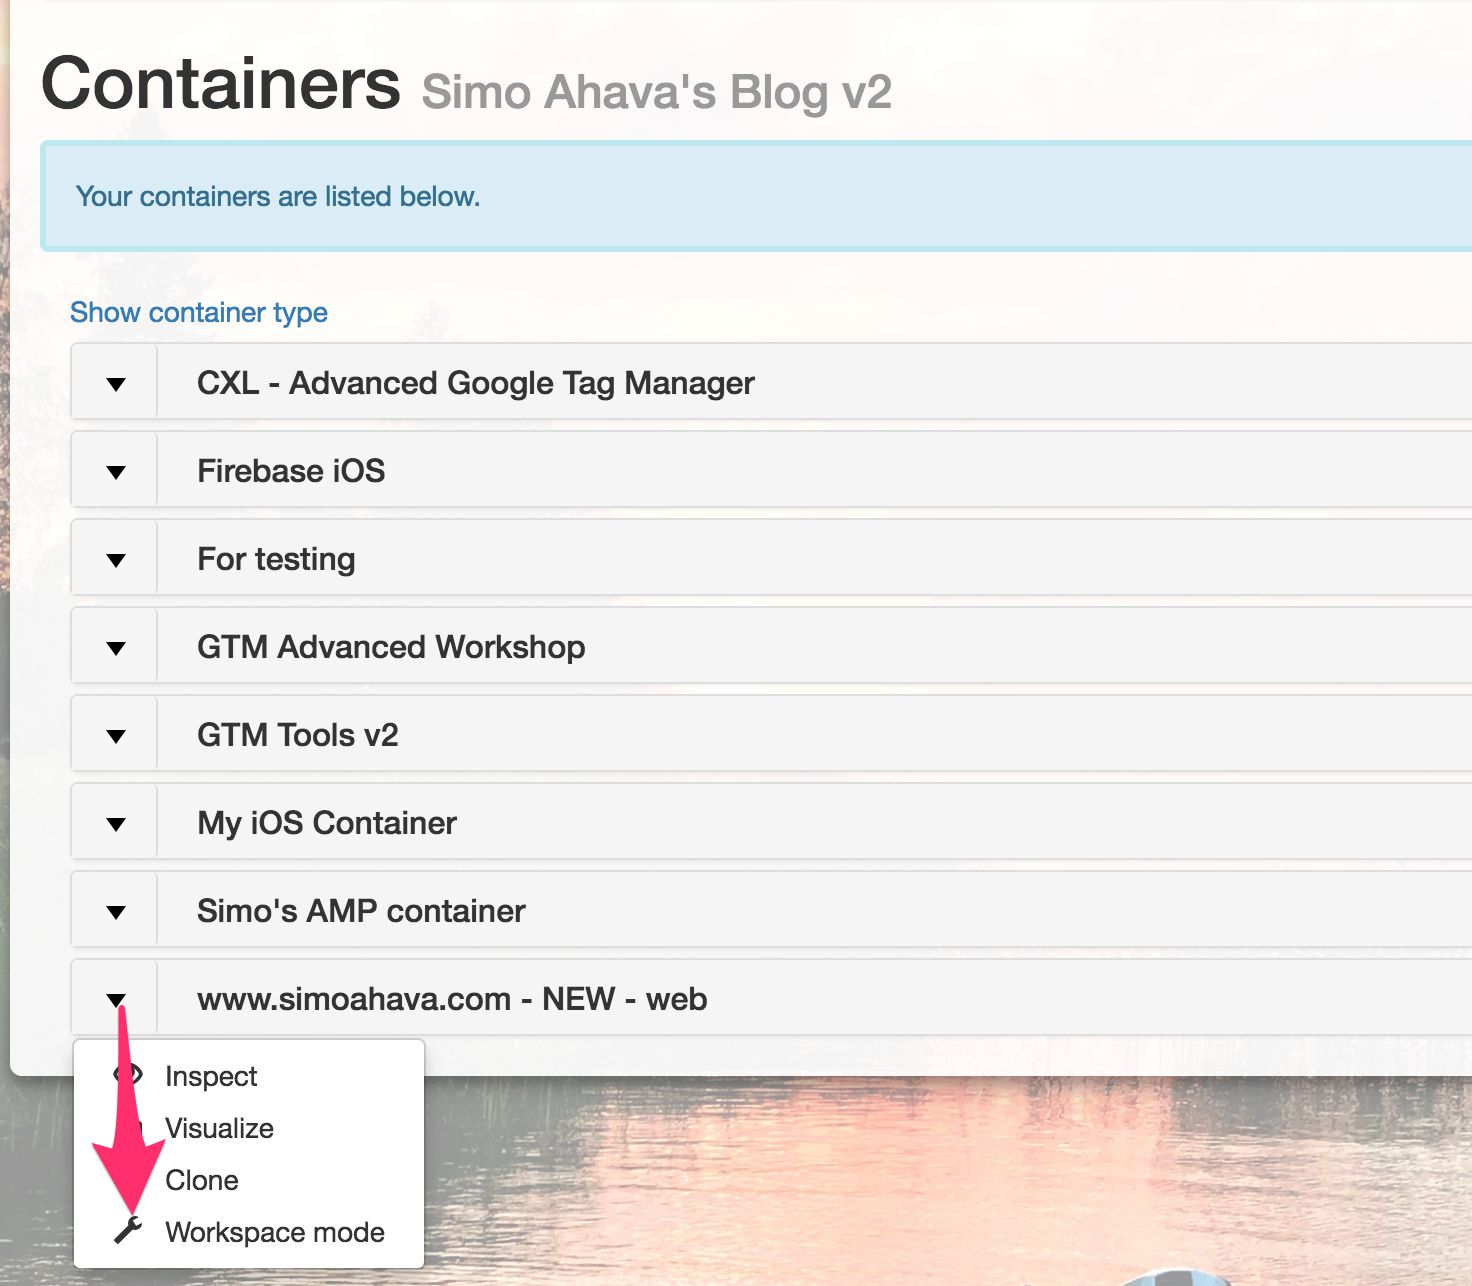 Containers Simo Ahava's Blog v2
Your containers are listed below.
Show container type
CXL - Advanced Google Tag Manager
Firebase iOS
For testing
GTM Advanced Workshop
GTM Tools v2
My iOS Container
Simo's AMP container
www.simoahava.com - NEW - web
Inspect
Visualize
Clone
Workspace mode